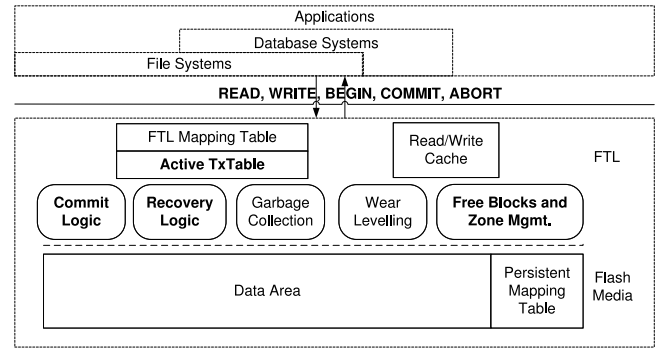 Applications
Database Systems
File Systems
READ, WRITE, BEGIN, COMMIT, ABORT
FTL Mapping Table
Active TxTable
Read/Write
Cache
FTL
Commit
Logic
Recovery
Logic
Garbage
Collection
Wear
Levelling
Free Blocks and
Zone Mgmt.
Data Area
Persistent
Mapping
Table
Flash
Media